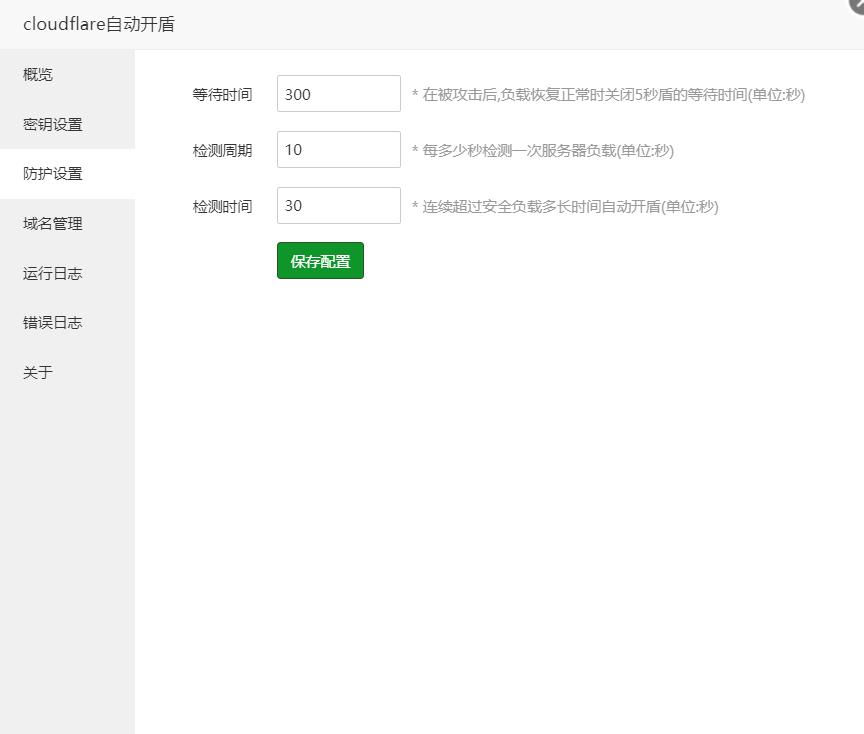 cloudflare自动开盾
概览
密钥设置
防护设置
域名管理
运行日志
错误日志
关于
等待时间 300 * 在被攻击后,负载恢复正常时关闭5秒盾的等待时间(单位:秒)
检测周期 10 * 每多少秒检测一次服务器负载(单位:秒)
检测时间 30 * 连续超过安全负载多长时间自动开盾(单位:秒)
保存配置